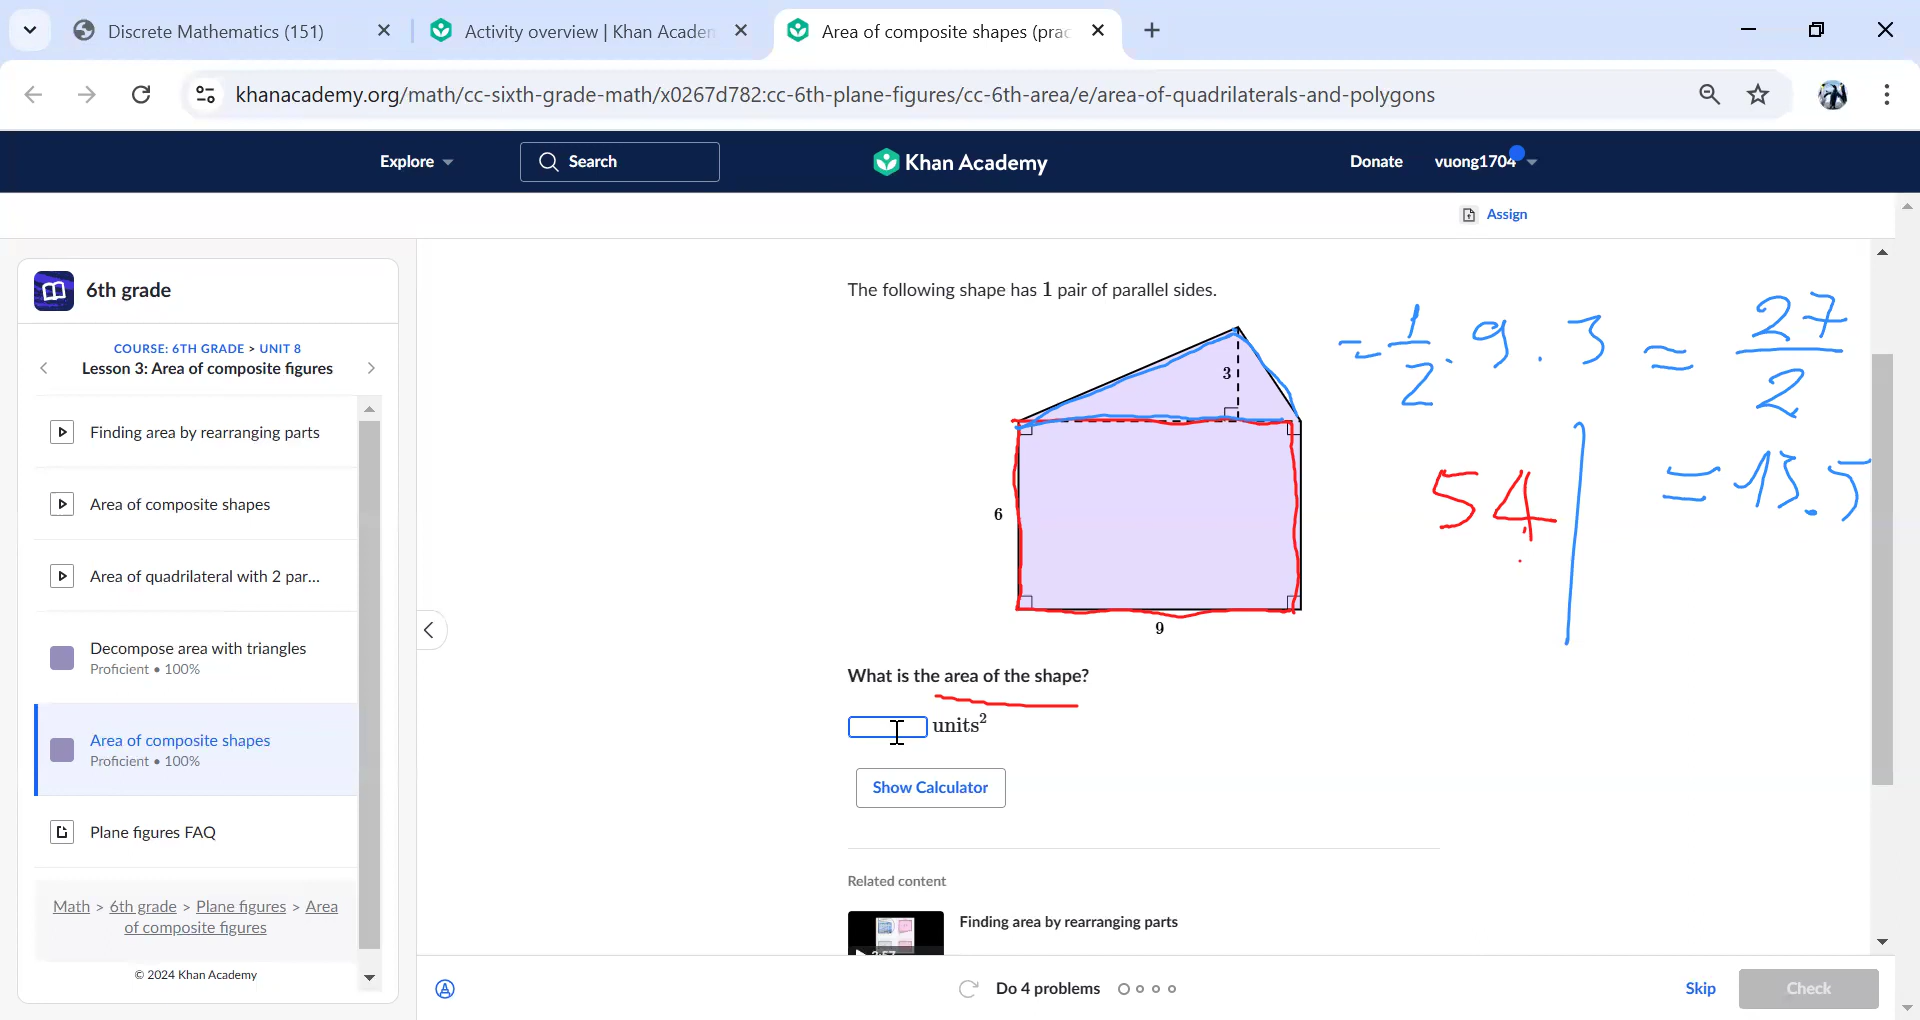 Discrete Mathematics (151)
Activity overview | Khan Acaden
Area of composite shapes (prac
khanacademy.org/math/cc-sixth-grade-math/x0267d782:cc-6th-plane-figures/cc-6th-area/e/area-of-quadrilaterals-and-polygons
Explore
Search
Khan Academy
Donate
vuong1704
Assign
6th grade
COURSE: 6TH GRADE > UNIT 8
Lesson 3: Area of composite figures
Finding area by rearranging parts
Area of composite shapes
Area of quadrilateral with 2 par...
Decompose area with triangles
Proficient • 100%
Area of composite shapes
Proficient • 100%
Plane figures FAQ
Math > 6th grade > Plane figures > Area
of composite figures
© 2024 Khan Academy
The following shape has 1 pair of parallel sides.
3
6
9
= 1/2 . 9 . 3 = 27/2
54
= 13.5
What is the area of the shape?
units²
Show Calculator
Related content
Finding area by rearranging parts
Do 4 problems
Skip
Check